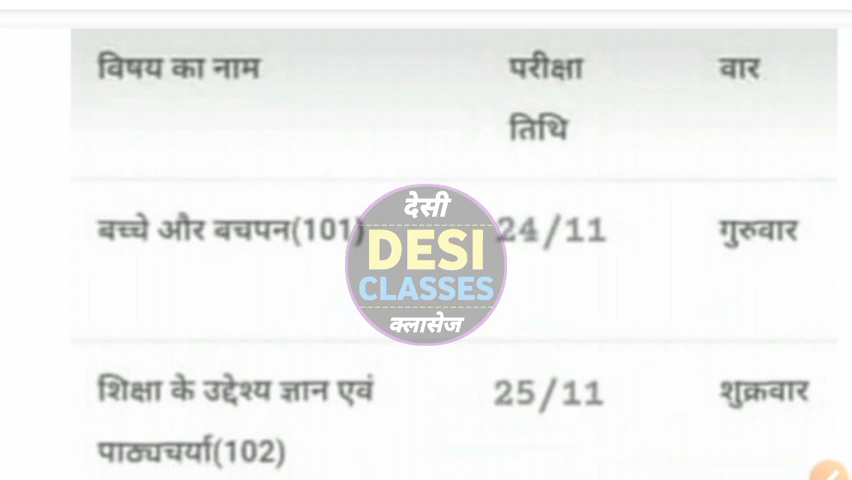 विषय का नाम परीक्षा वार
तिथि
बच्चे और बचपन(101) 24/11 गुरुवार
देसी
DESI
CLASSES
क्लासेज
शिक्षा के उद्देश्य ज्ञान एवं 25/11 शुक्रवार
पाठ्यचर्या(102)